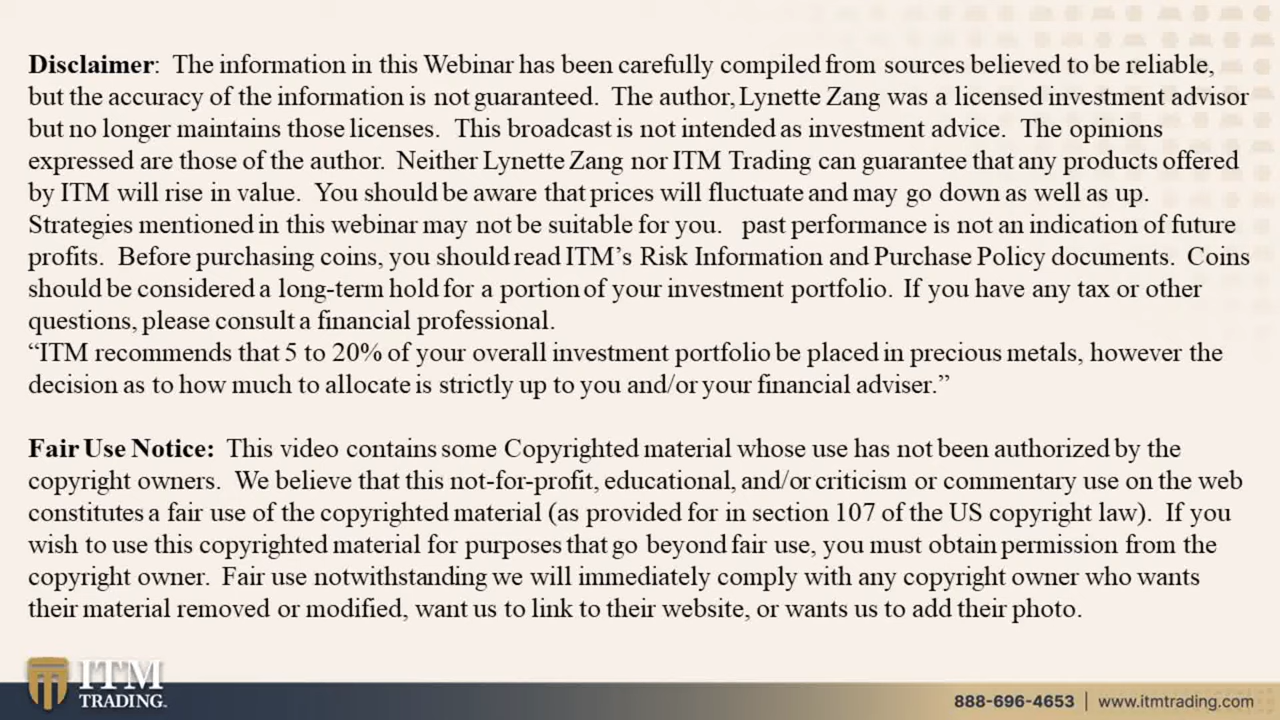 Disclaimer: The information in this Webinar has been carefully compiled from sources believed to be reliable,
but the accuracy of the information is not guaranteed. The author, Lynette Zang was a licensed investment advisor
but no longer maintains those licenses. This broadcast is not intended as investment advice. The opinions
expressed are those of the author. Neither Lynette Zang nor ITM Trading can guarantee that any products offered
by ITM will rise in value. You should be aware that prices will fluctuate and may go down as well as up.
Strategies mentioned in this webinar may not be suitable for you. past performance is not an indication of future
profits. Before purchasing coins, you should read ITM’s Risk Information and Purchase Policy documents. Coins
should be considered a long-term hold for a portion of your investment portfolio. If you have any tax or other
questions, please consult a financial professional.
“ITM recommends that 5 to 20% of your overall investment portfolio be placed in precious metals, however the
decision as to how much to allocate is strictly up to you and/or your financial adviser.”
Fair Use Notice: This video contains some Copyrighted material whose use has not been authorized by the
copyright owners. We believe that this not-for-profit, educational, and/or criticism or commentary use on the web
constitutes a fair use of the copyrighted material (as provided for in section 107 of the US copyright law). If you
wish to use this copyrighted material for purposes that go beyond fair use, you must obtain permission from the
copyright owner. Fair use notwithstanding we will immediately comply with any copyright owner who wants
their material removed or modified, want us to link to their website, or wants us to add their photo.
ITM
TRADING.
888-696-4653 | www.itmtrading.com